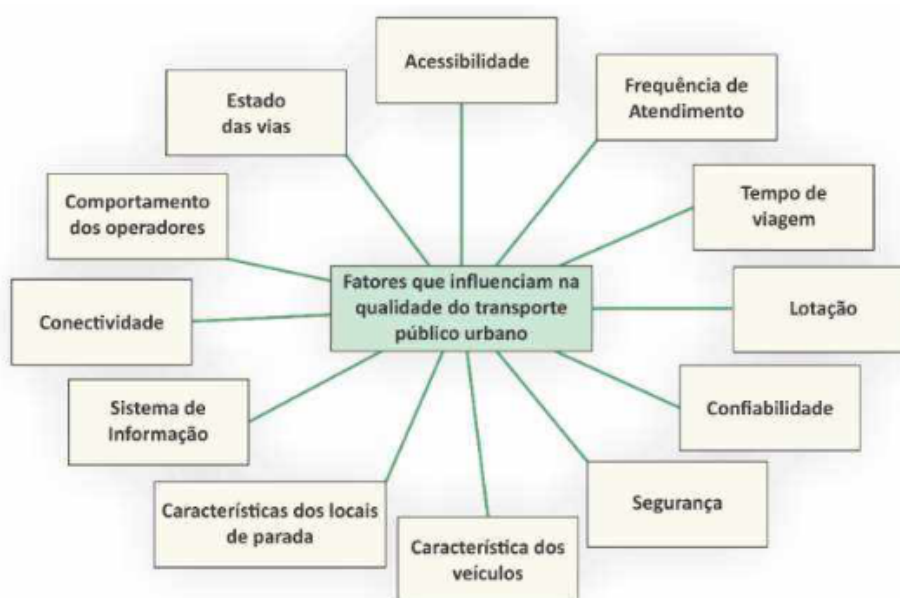 Acessibilidade
Frequência de
Atendimento
Estado
das vias
Tempo de
viagem
Comportamento
dos operadores
Fatores que influenciam na
qualidade do transporte
público urbano
Lotação
Conectividade
Confiabilidade
Sistema de
Informação
Segurança
Características dos locais
de parada
Característica dos
veículos